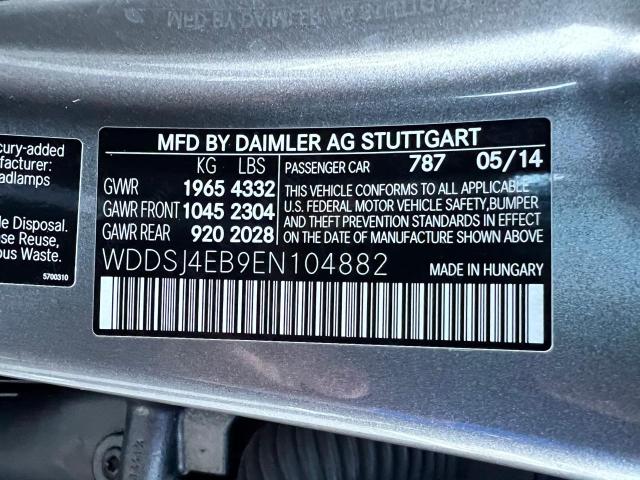 MFD BY DAIMLER AG STUTTGART
KG LBS PASSENGER CAR 787 05/14
GVWR 1965 4332
GAWR FRONT 1045 2304
GAWR REAR 920 2028
THIS VEHICLE CONFORMS TO ALL APPLICABLE
U.S. FEDERAL MOTOR VEHICLE SAFETY,BUMPER
AND THEFT PREVENTION STANDARDS IN EFFECT
ON THE DATE OF MANUFACTURE SHOWN ABOVE.
WDDSJ4EB9EN104882
MADE IN HUNGARY
cury-added
facturer:
adlamps
Disposal.
Reuse,
ous Waste.
5700310